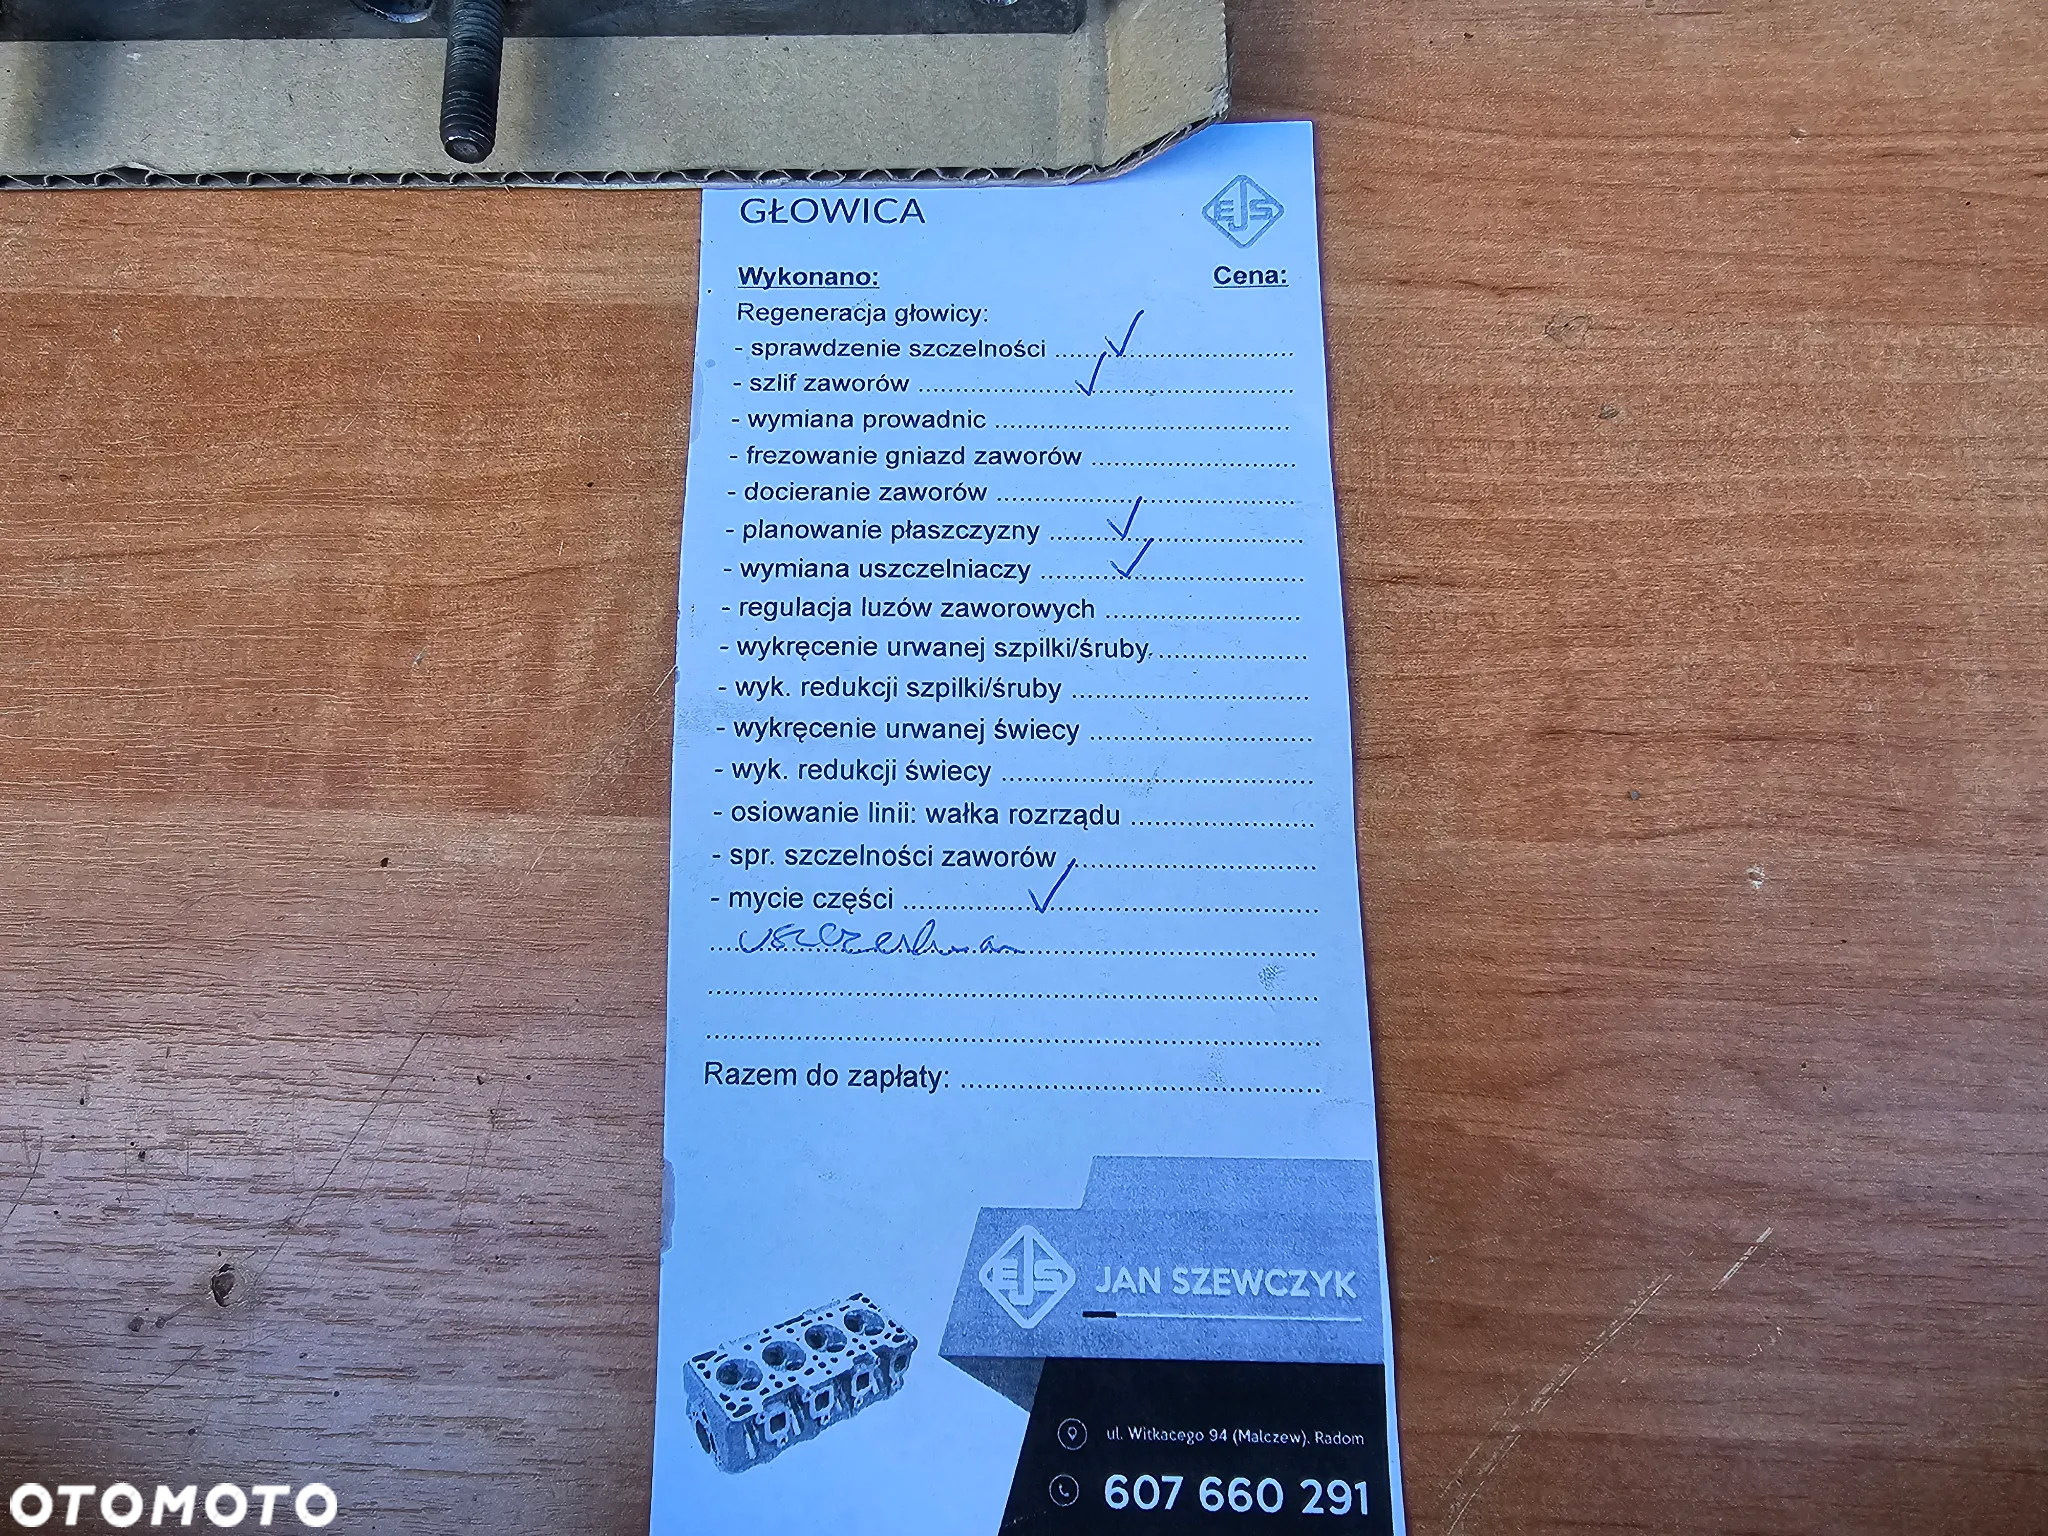 GŁOWICA
EJS
Wykonano: Cena:
Regeneracja głowicy:
- sprawdzenie szczelności ........................ ✓
- szlif zaworów ........................ ✓
- wymiana prowadnic ........................
- frezowanie gniazd zaworów ........................
- docieranie zaworów ........................
- planowanie płaszczyzny ........................ ✓
- wymiana uszczelniaczy ........................ ✓
- regulacja luzów zaworowych ........................
- wykręcenie urwanej szpilki/śruby ........................
- wyk. redukcji szpilki/śruby ........................
- wykręcenie urwanej świecy ........................
- wyk. redukcji świecy ........................
- osiowanie linii: wałka rozrządu ........................
- spr. szczelności zaworów ........................
- mycie części ........................ ✓
Razem do zapłaty: ........................
EJS JAN SZEWCZYK
ul. Witkacego 94 (Malczew), Radom
607 660 291
OTOMOTO